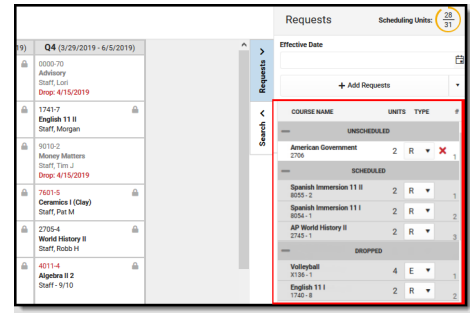 Requests
Scheduling Units: 28
31
19) Q4 (3/29/2019 - 6/5/2019)
0000-70
Advisory
Staff, Lori
Drop: 4/15/2019
1741-7
English 11 II
Staff, Morgan
9010-2
Money Matters
Staff, Tim J
Drop: 4/15/2019
7601-5
Ceramics I (Clay)
Staff, Pat M
2705-4
World History II
Staff, Robb H
4011-4
Algebra II 2
Staff - 9/10
Requests
Search
Effective Date
+ Add Requests
COURSE NAME UNITS TYPE #
UNSCHEDULED
American Government 2 R 1
2706
SCHEDULED
Spanish Immersion 11 II 2 R 1
8055 - 2
Spanish Immersion 11 I 2 R 2
8054 - 1
AP World History II 2 R 3
2745 - 1
DROPPED
Volleyball 4 E 1
X136 - 1
English 11 I 2 R 2
1740 - 8